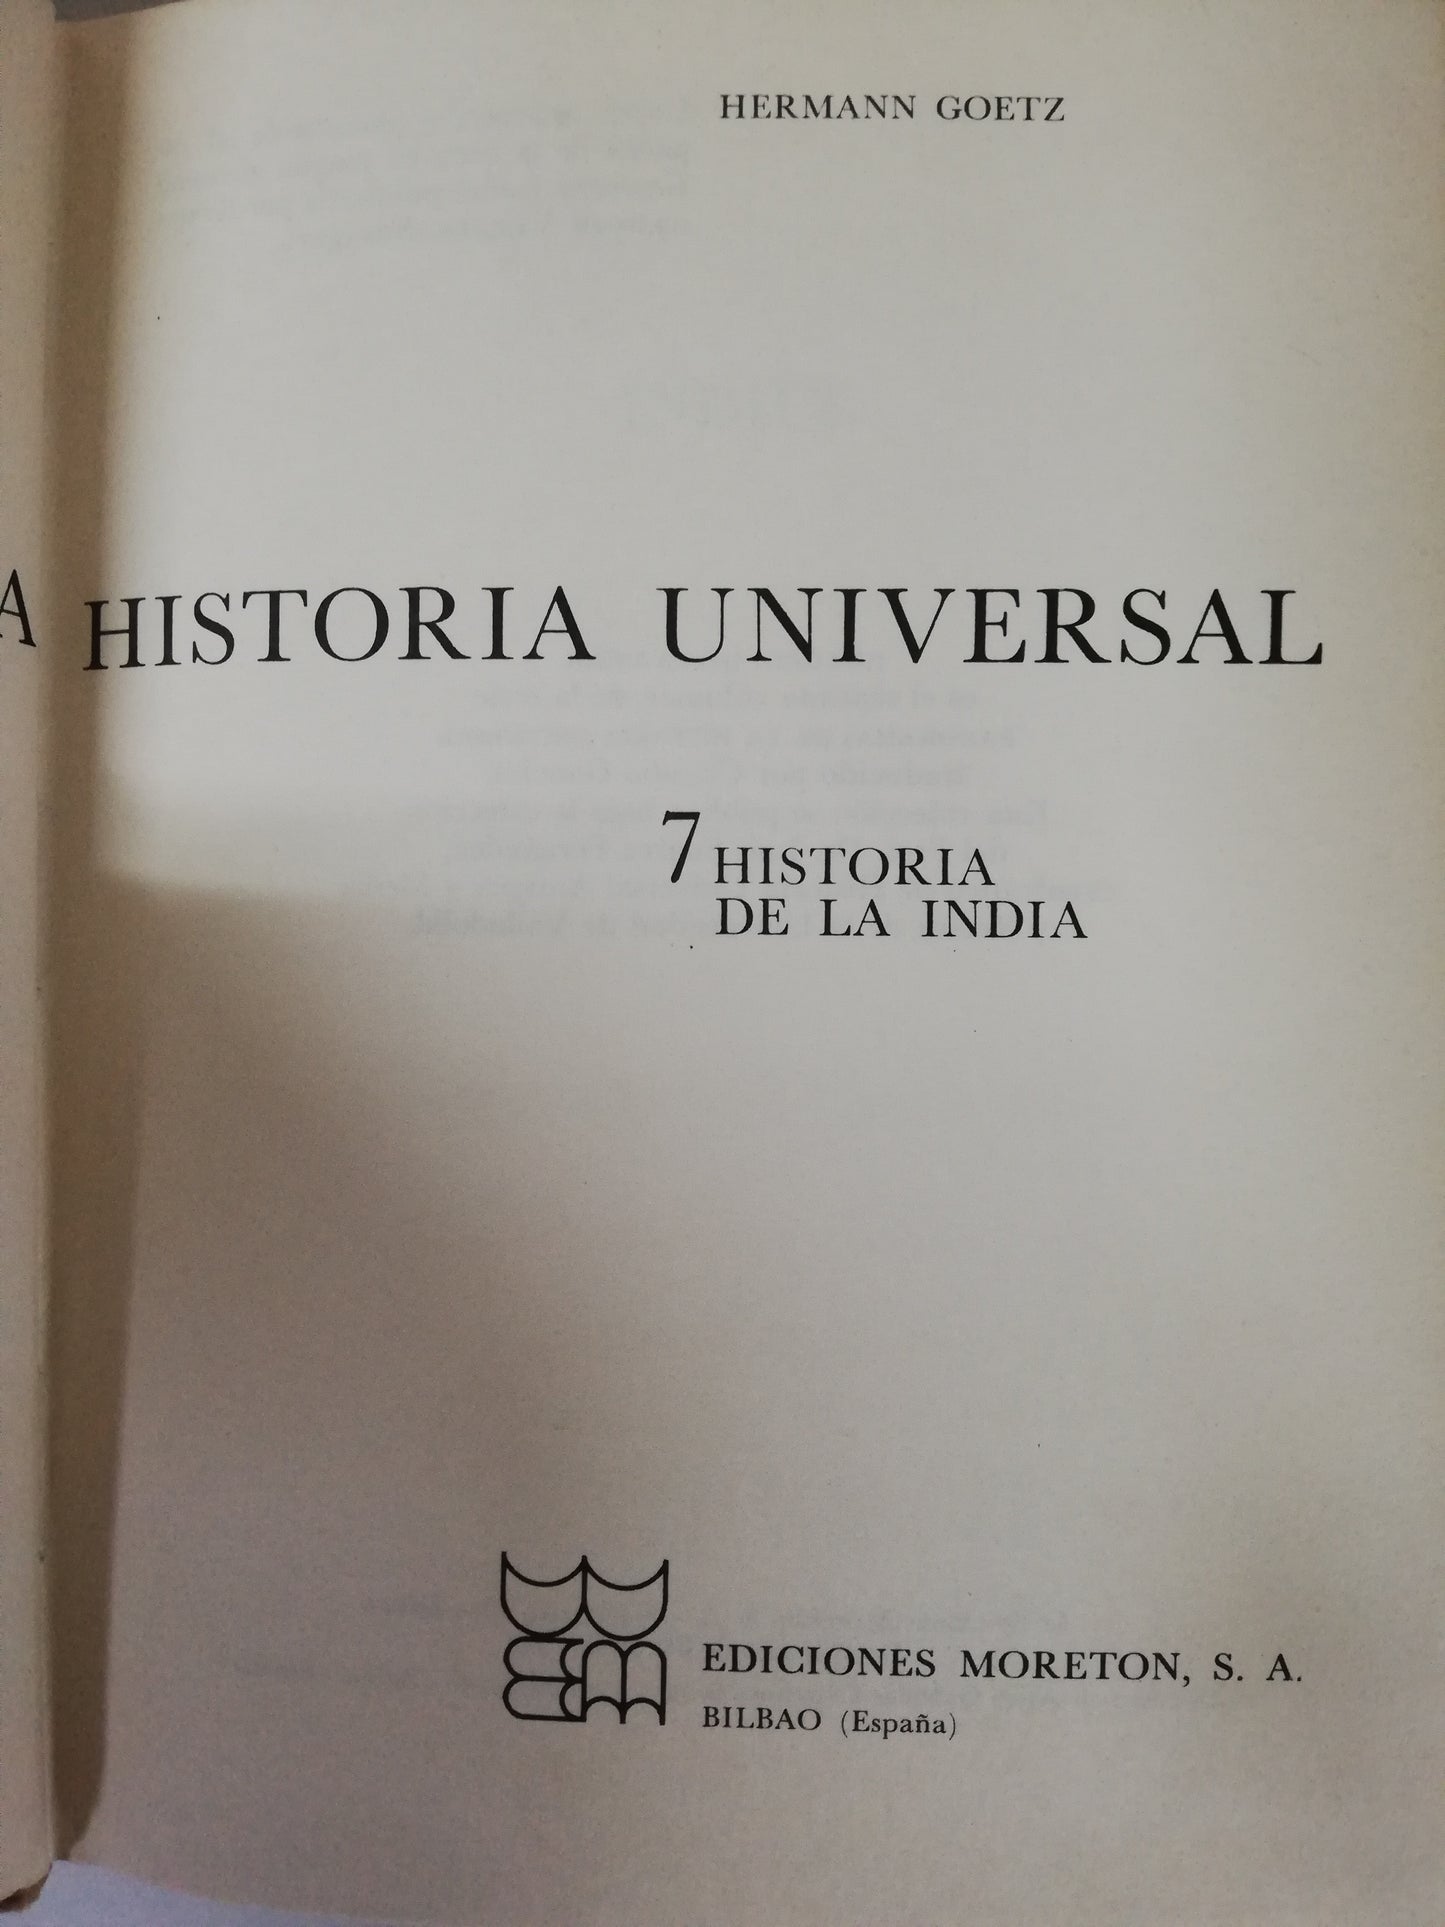 HERMANN GOETZ
A HISTORIA UNIVERSAL
7 HISTORIA
DE LA INDIA
EDICIONES MORETON, S. A.
BILBAO (España)